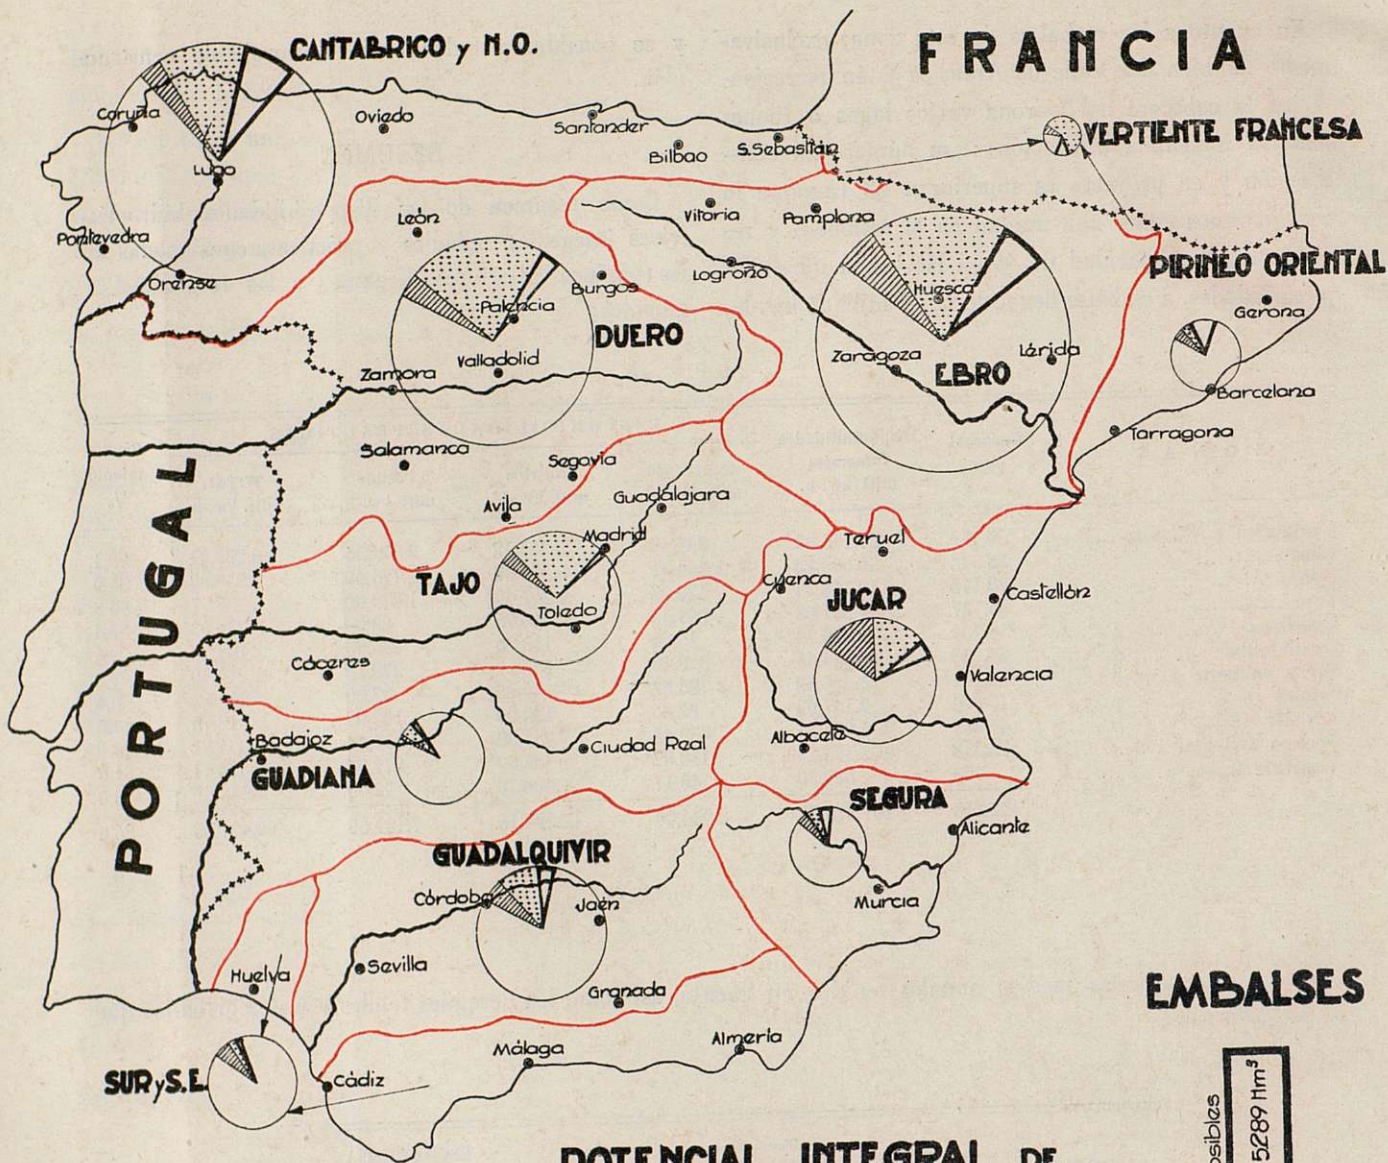 CANTABRICO y N.O.
FRANCIA
VERTIENTE FRANCESA
Coruña
Oviedo
Santander
Bilbao
S.Sebastián
Lugo
León
Vitoria
Pamplona
Pontevedra
Orense
Logroño
PIRINEO ORIENTAL
Burgos
Huesca
Palencia
Gerona
DUERO
Valladolid
Zaragoza
Lérida
EBRO
Zamora
Barcelona
Tarragona
Salamanca
Segovia
Guadalajara
Avila
Madrid
Teruel
PORTUGAL
TAJO
Cuenca
JUCAR
Castellón
Toledo
Cáceres
Valencia
Badajoz
Ciudad Real
Albacete
GUADIANA
SEGURA
Alicante
GUADALQUIVIR
Córdoba
Jaén
Murcia
Huelva
Sevilla
Granada
EMBALSES
Málaga
Almería
SUR y S.E.
Cádiz
5289 Hm³
POTENCIAL INTEGRAL DE